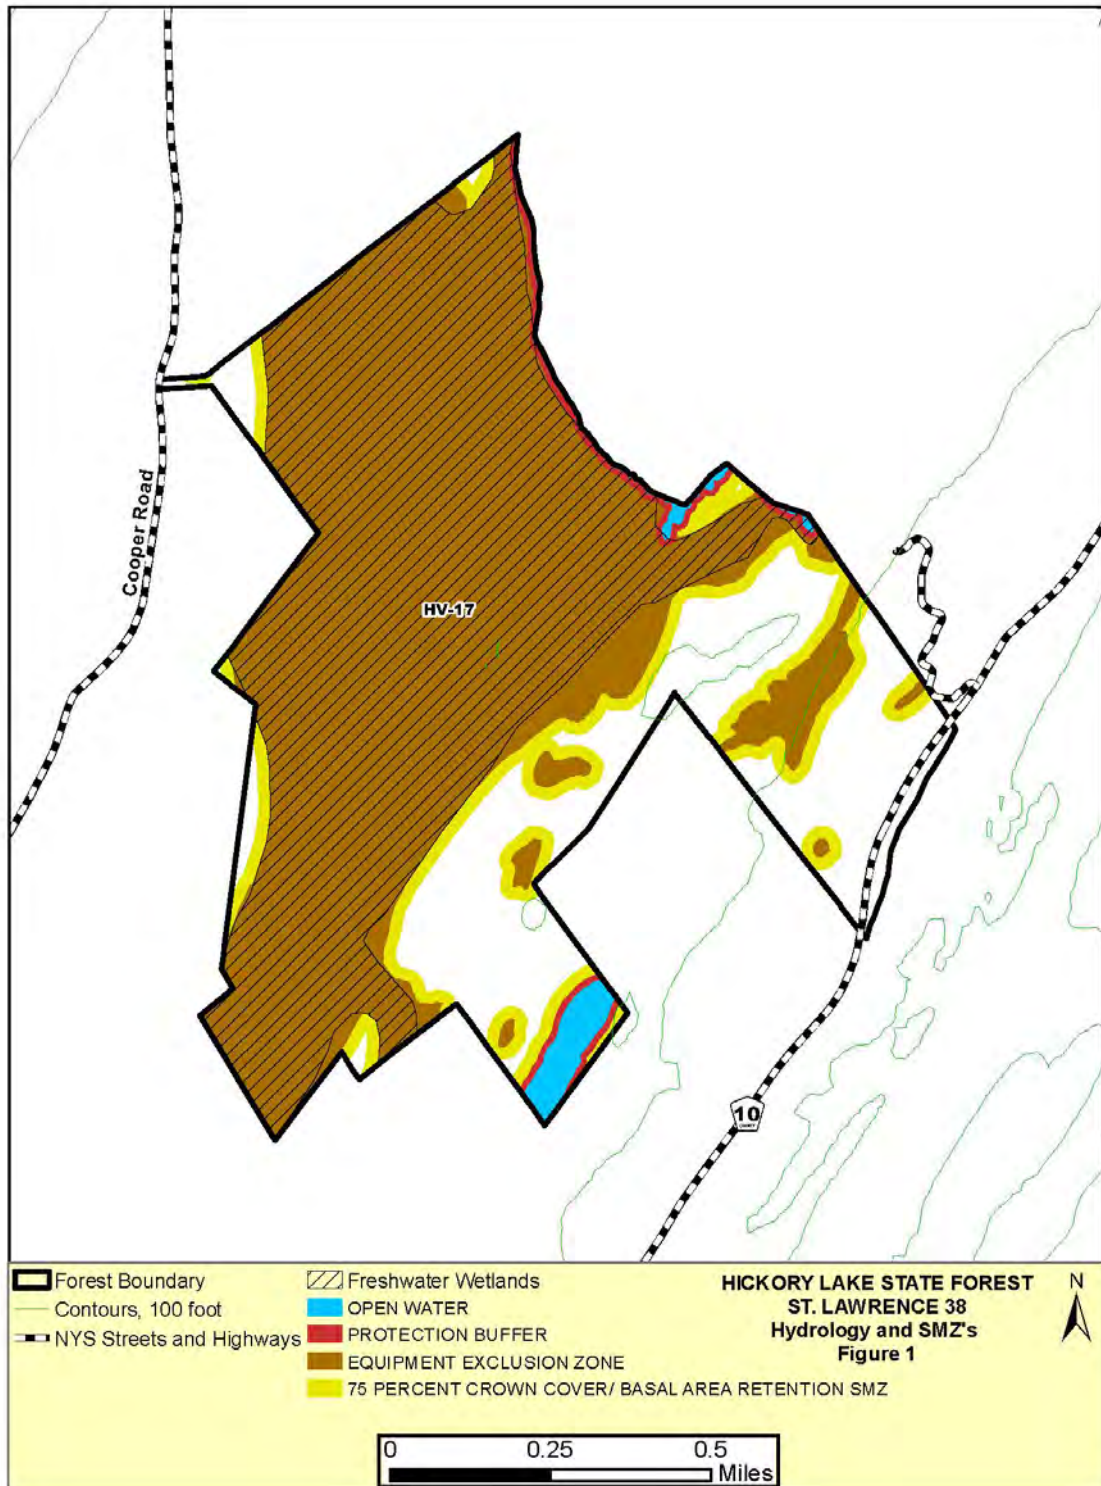 Cooper Road
HV-17
10
Forest Boundary
Contours, 100 foot
NYS Streets and Highways
Freshwater Wetlands
OPEN WATER
PROTECTION BUFFER
EQUIPMENT EXCLUSION ZONE
75 PERCENT CROWN COVER/ BASAL AREA RETENTION SMZ
HICKORY LAKE STATE FOREST
ST. LAWRENCE 38
Hydrology and SMZ's
Figure 1
N
0 0.25 0.5
Miles